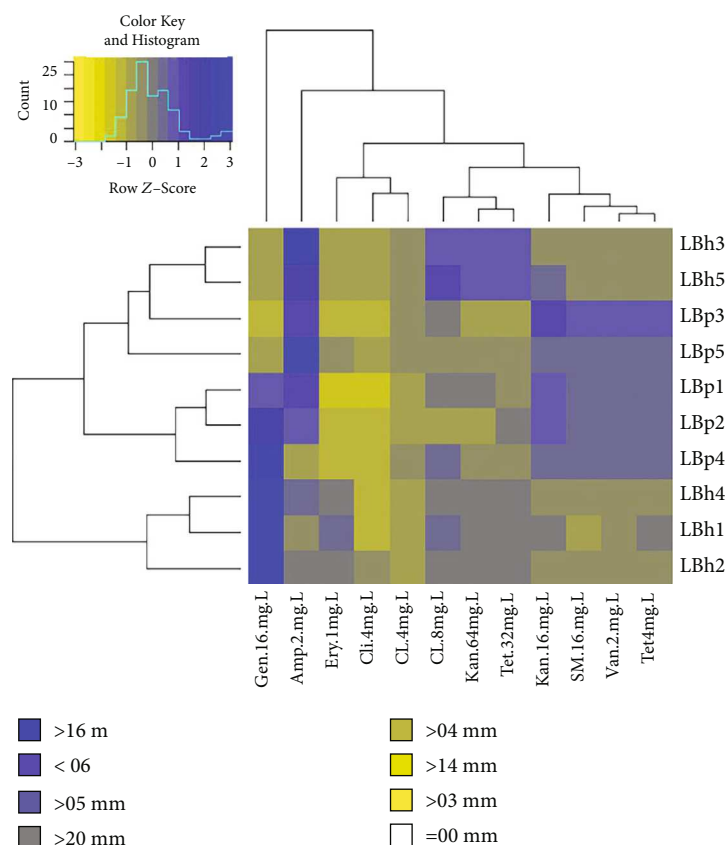 Color Key
and Histogram
Count
25
10
0
–3
–1
0
1
2
3
Row Z–Score
LBh3
LBh5
LBp3
LBp5
LBp1
LBp2
LBp4
LBh4
LBh1
LBh2
Gen.16.mg.L
Amp.2.mg.L
Ery.1mg.L
Cli.4mg.L
CL.4mg.L
CL.8mg.L
Kan.64mg.L
Tet.32mg.L
Kan.16.mg.L
SM.16.mg.L
Van.2.mg.L
Tet4mg.L
>16 m
< 06
>05 mm
>20 mm
>04 mm
>14 mm
>03 mm
=00 mm